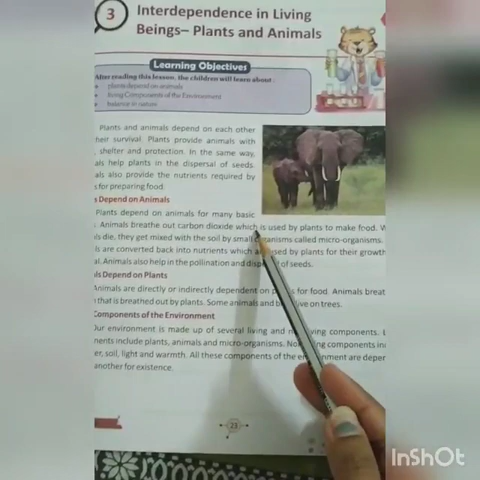 3
Interdependence in Living
Beings— Plants and Animals
Learning Objectives
After reading this lesson, the children will learn about :
• plants depend on animals
• living Components of the Environment
• balance in nature
Plants and animals depend on each other
heir survival. Plants provide animals with
, shelter and protection. In the same way,
als help plants in the dispersal of seeds.
als also provide the nutrients required by
s for preparing food.
s Depend on Animals
Plants depend on animals for many basic
. Animals breathe out carbon dioxide which is used by plants to make food. W
als die, they get mixed with the soil by small organisms called micro-organisms.
ls are converted back into nutrients which are used by plants for their growth
al. Animals also help in the pollination and of seeds.
ls Depend on Plants
Animals are directly or indirectly dependent on for food. Animals breat
n that is breathed out by plants. Some animals and live on trees.
Components of the Environment
Our environment is made up of several living and living components. L
nents include plants, animals and micro-organisms. components in
er, soil, light and warmth. All these components of the are deper
another for existence.
23
InShOt